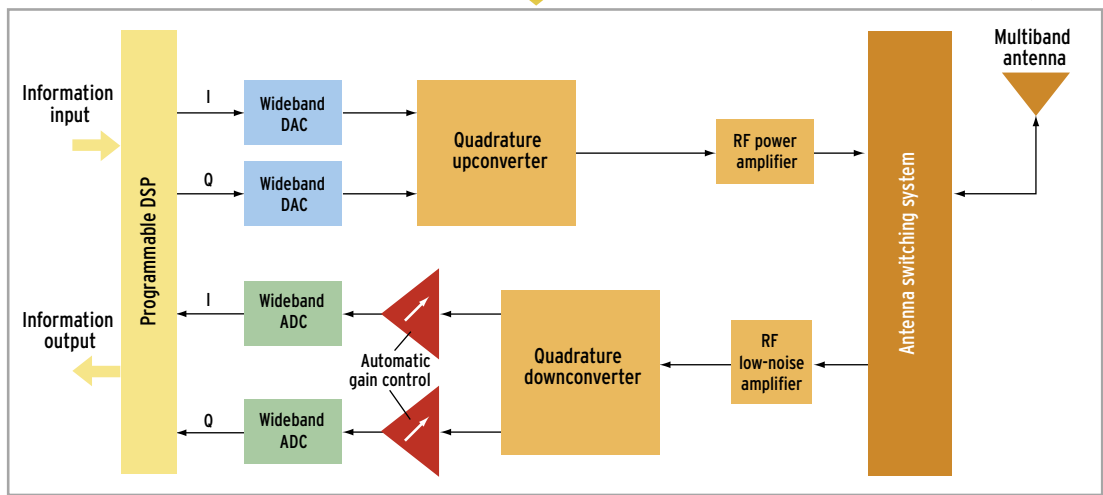 Multiband
antenna
Information
input
Programmable DSP
I
Wideband
DAC
Q
Wideband
DAC
Quadrature
upconverter
RF power
amplifier
Antenna switching system
Information
output
I
Wideband
ADC
Automatic
gain control
Q
Wideband
ADC
Quadrature
downconverter
RF
low-noise
amplifier